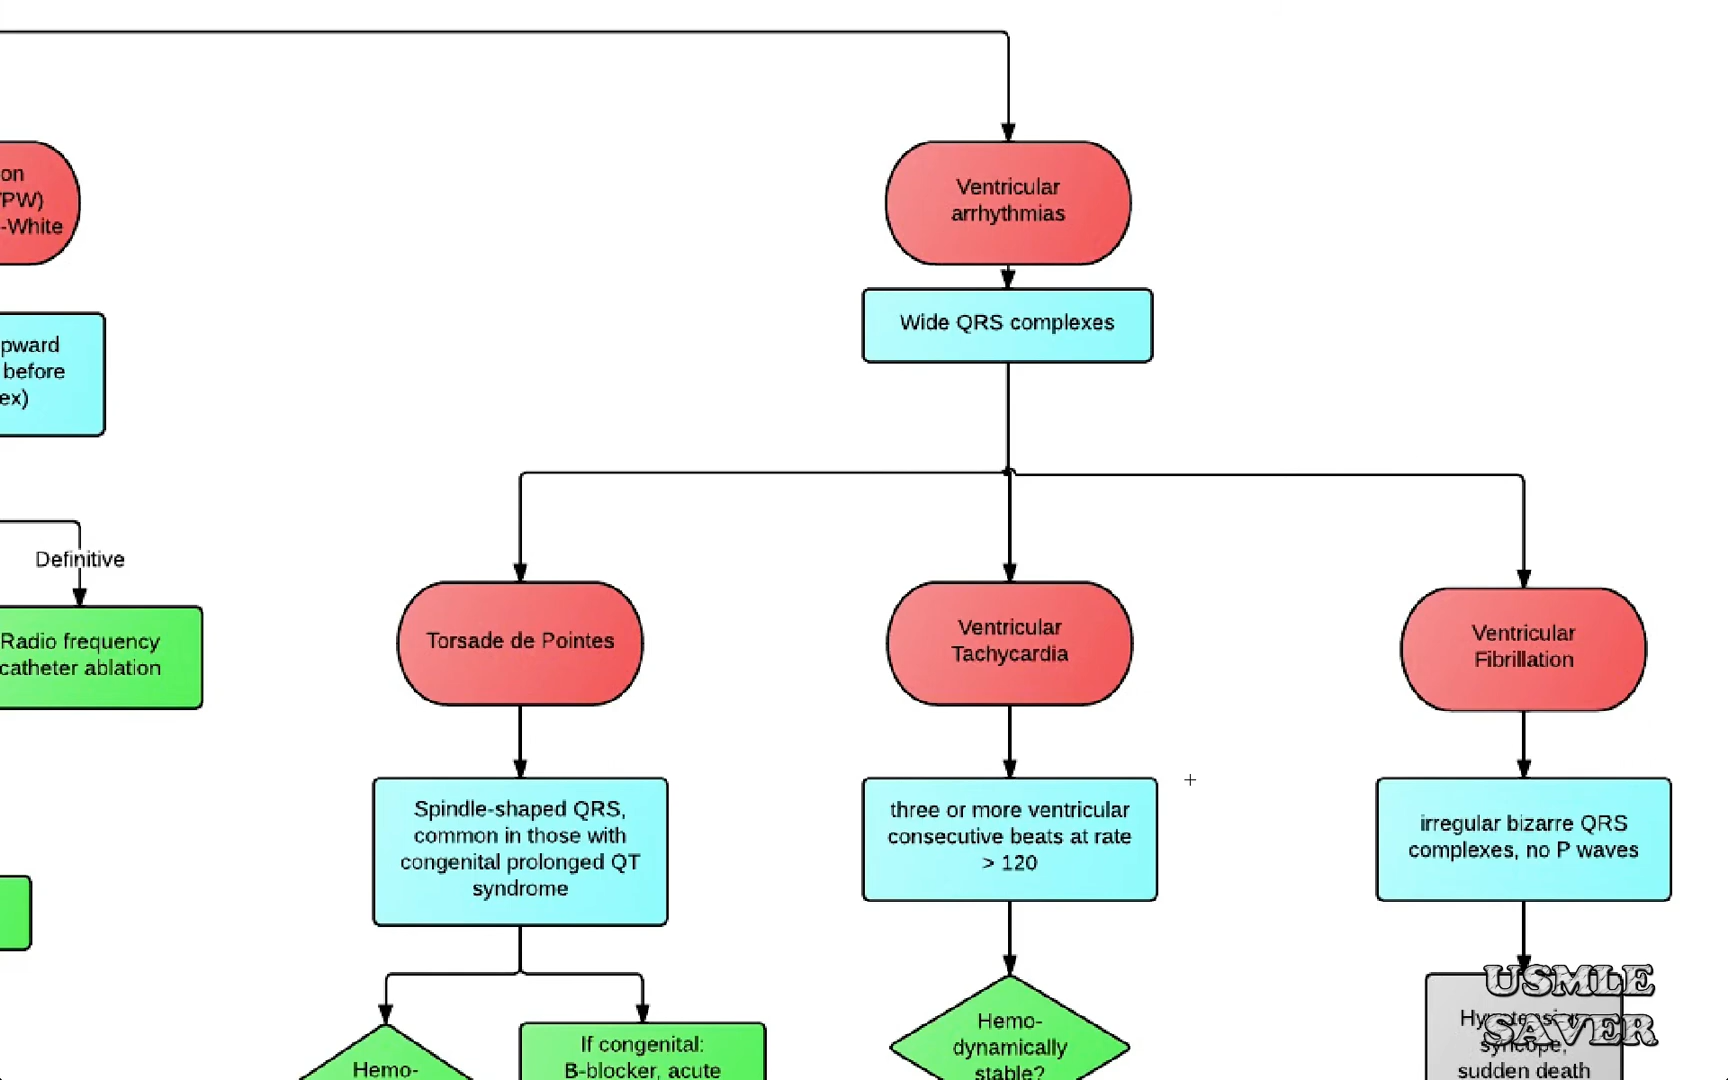 on
PW)
-White
Ventricular
arrhythmias
Wide QRS complexes
pward
before
ex)
Definitive
Radio frequency
catheter ablation
Torsade de Pointes
Ventricular
Tachycardia
Ventricular
Fibrillation
Spindle-shaped QRS,
common in those with
congenital prolonged QT
syndrome
three or more ventricular
consecutive beats at rate
> 120
irregular bizarre QRS
complexes, no P waves
Hemo-
If congenital:
B-blocker, acute
Hemo-
dynamically
stable?
syncope,
sudden death
USMLE
SAVER